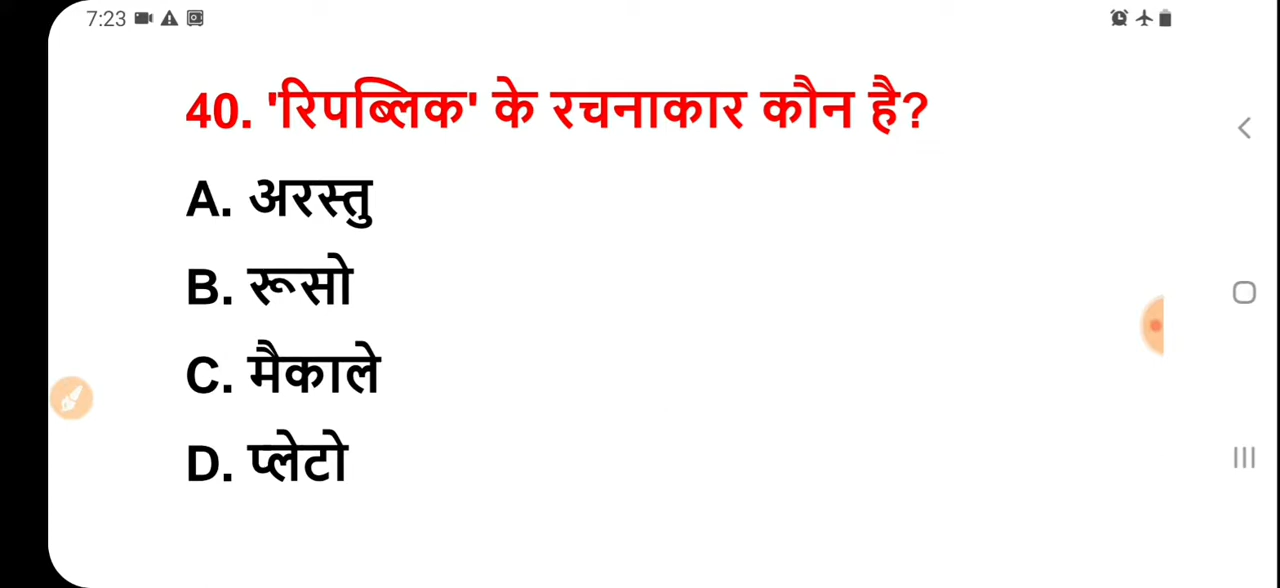 7:23
40. 'रिपब्लिक' के रचनाकार कौन है?
A. अरस्तु
B. रूसो
C. मैकाले
D. प्लेटो